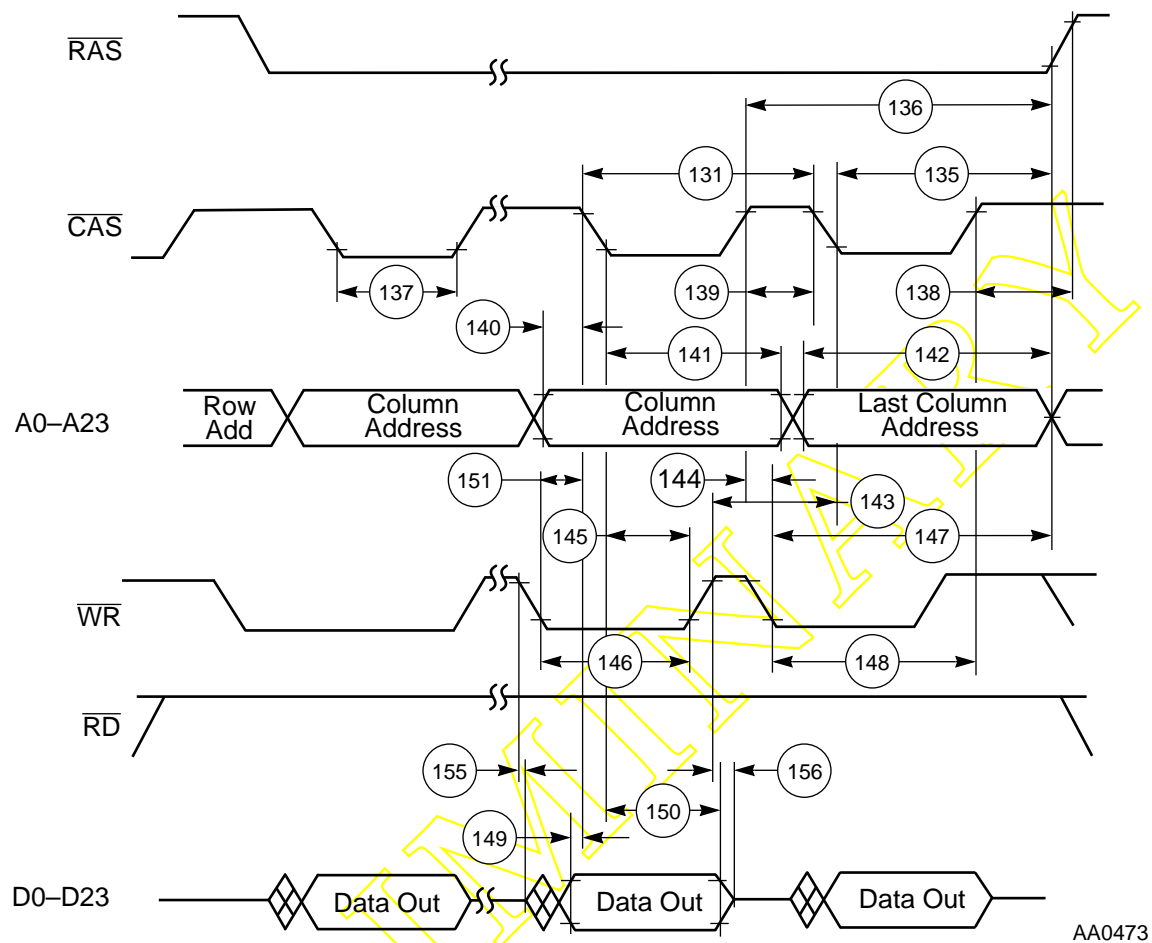 RAS
136
131
135
CAS
137
139
138
140
141
142
A0–A23
Row
Add
Column
Address
Column
Address
Last Column
Address
151
144
143
145
147
WR
146
148
RD
155
156
150
149
D0–D23
Data Out
Data Out
Data Out
AA0473